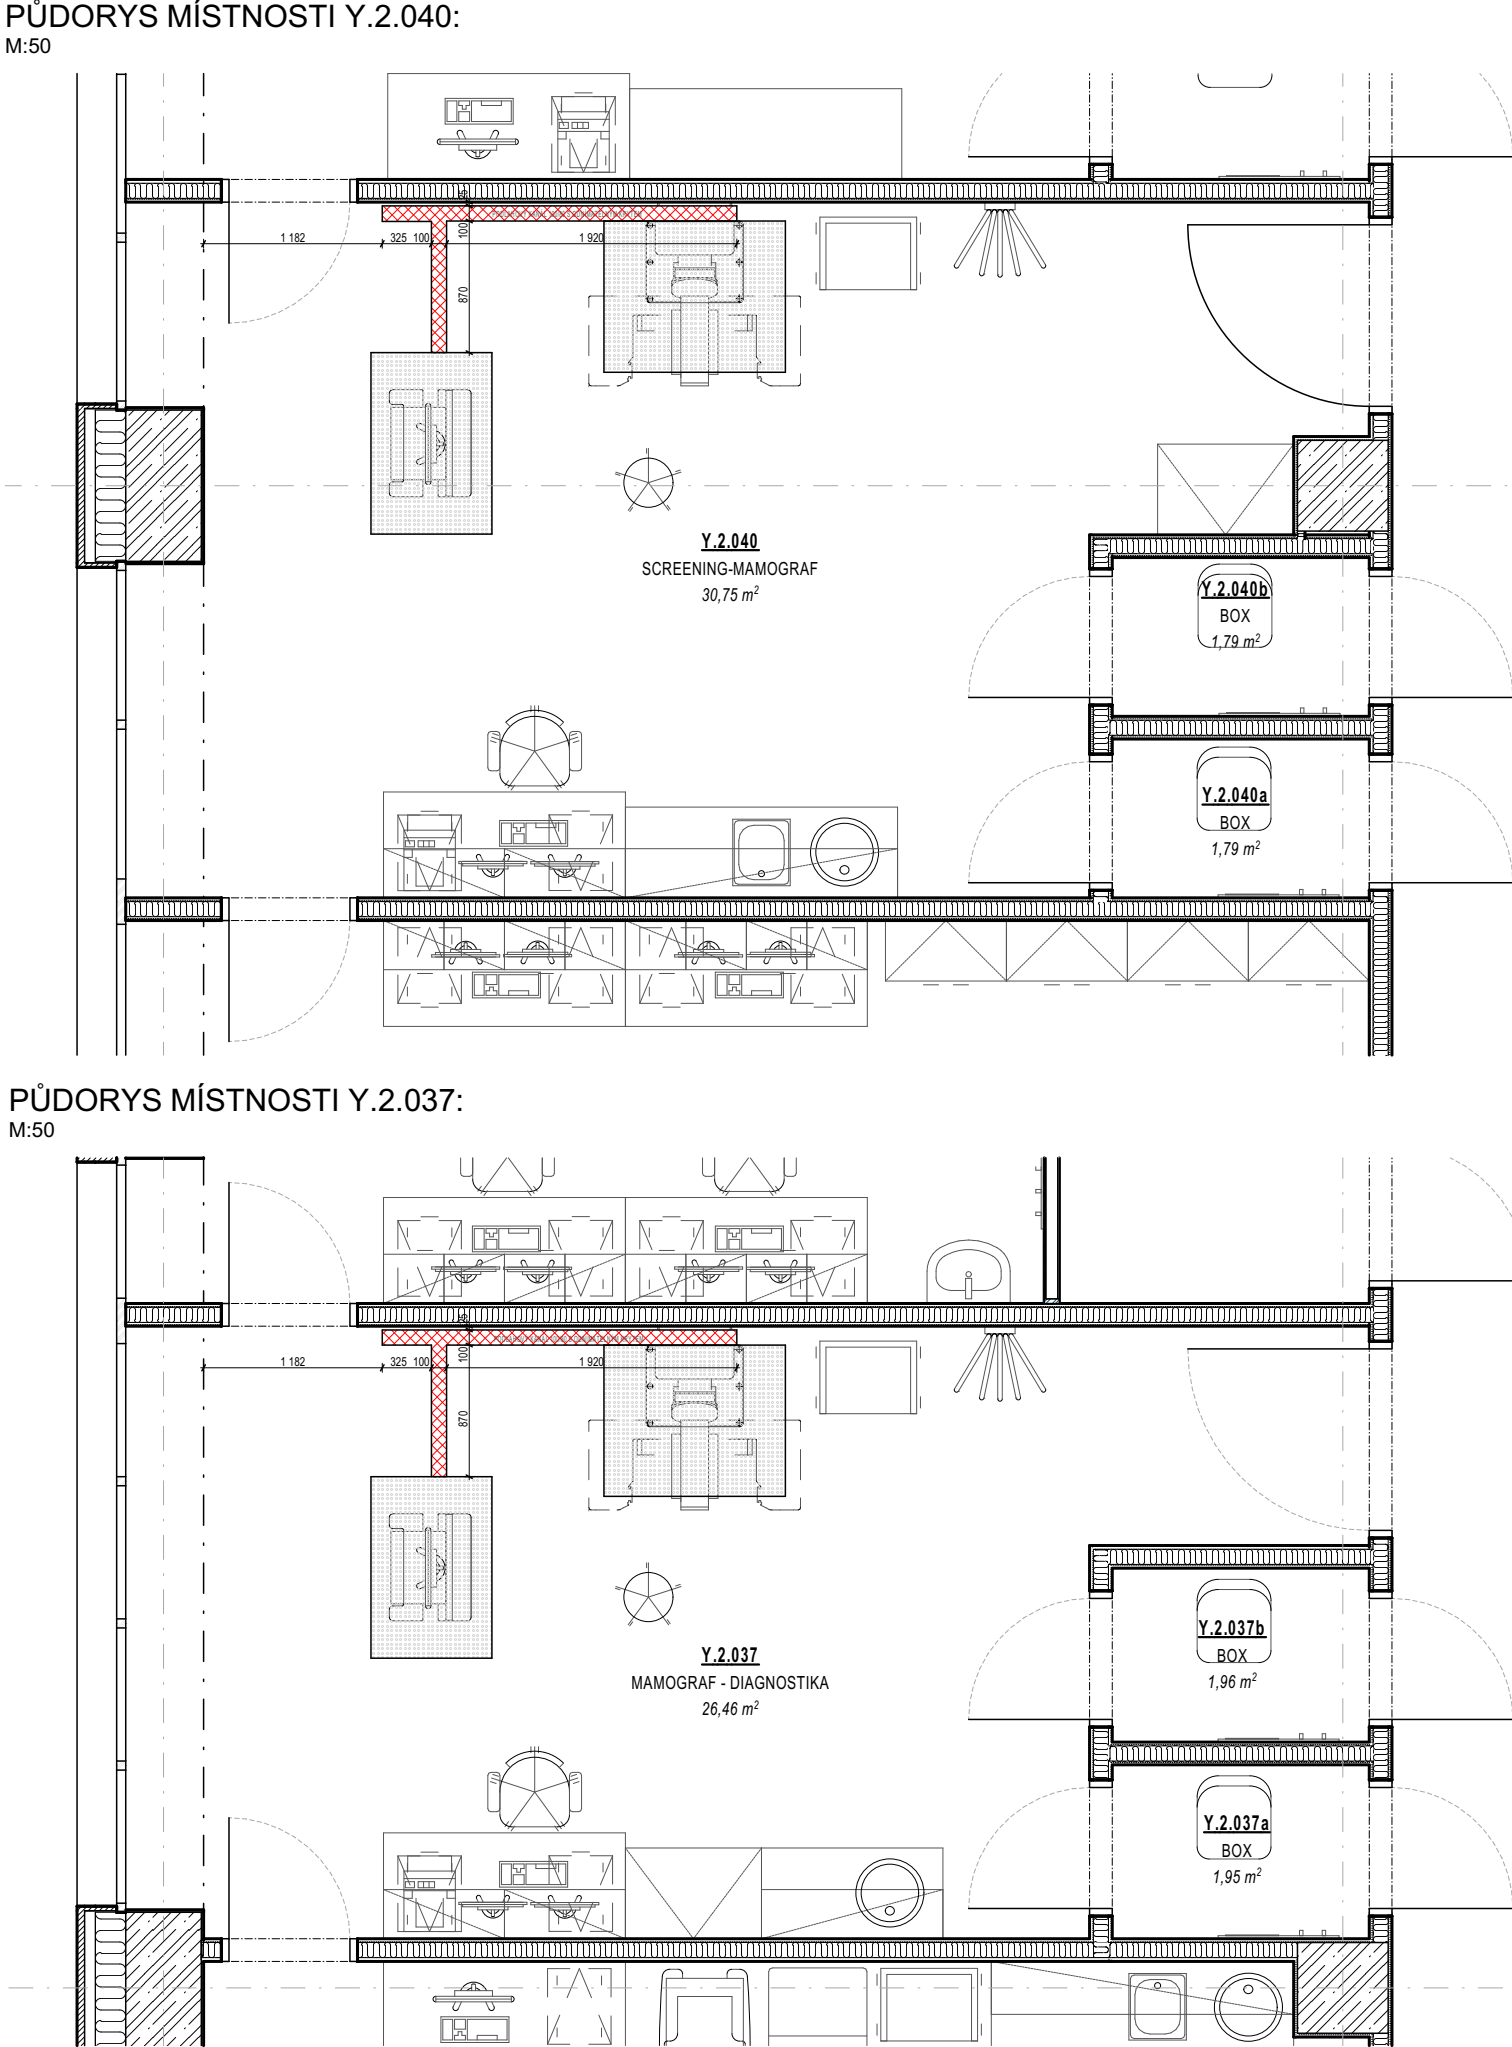 PŮDORYS MÍSTNOSTI Y.2.040:
M:50
125
1 182
325
100
100
1 920
870
Y.2.040
SCREENING-MAMOGRAF
30,75 m²
Y.2.040b
BOX
1,79 m²
Y.2.040a
BOX
1,79 m²
PŮDORYS MÍSTNOSTI Y.2.037:
M:50
125
1 182
325
100
100
1 920
870
Y.2.037
MAMOGRAF - DIAGNOSTIKA
26,46 m²
Y.2.037b
BOX
1,96 m²
Y.2.037a
BOX
1,95 m²